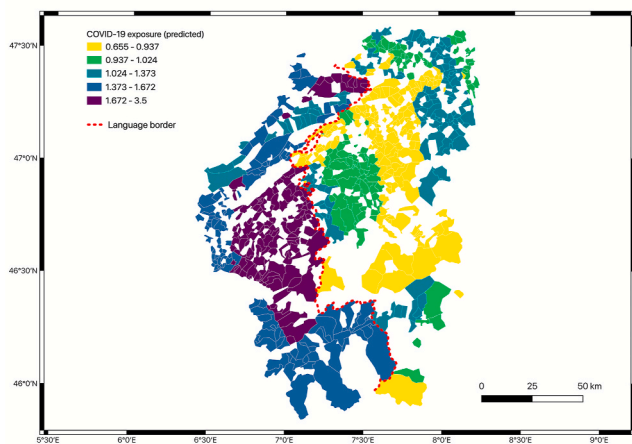 COVID-19 exposure (predicted)
0.655 - 0.937
0.937 - 1.024
1.024 - 1.373
1.373 - 1.672
1.672 - 3.5
Language border
47°30'N
47°0'N
46°30'N
46°0'N
0 25 50 km
5°30'E 6°0'E 6°30'E 7°0'E 7°30'E 8°0'E 8°30'E 9°0'E